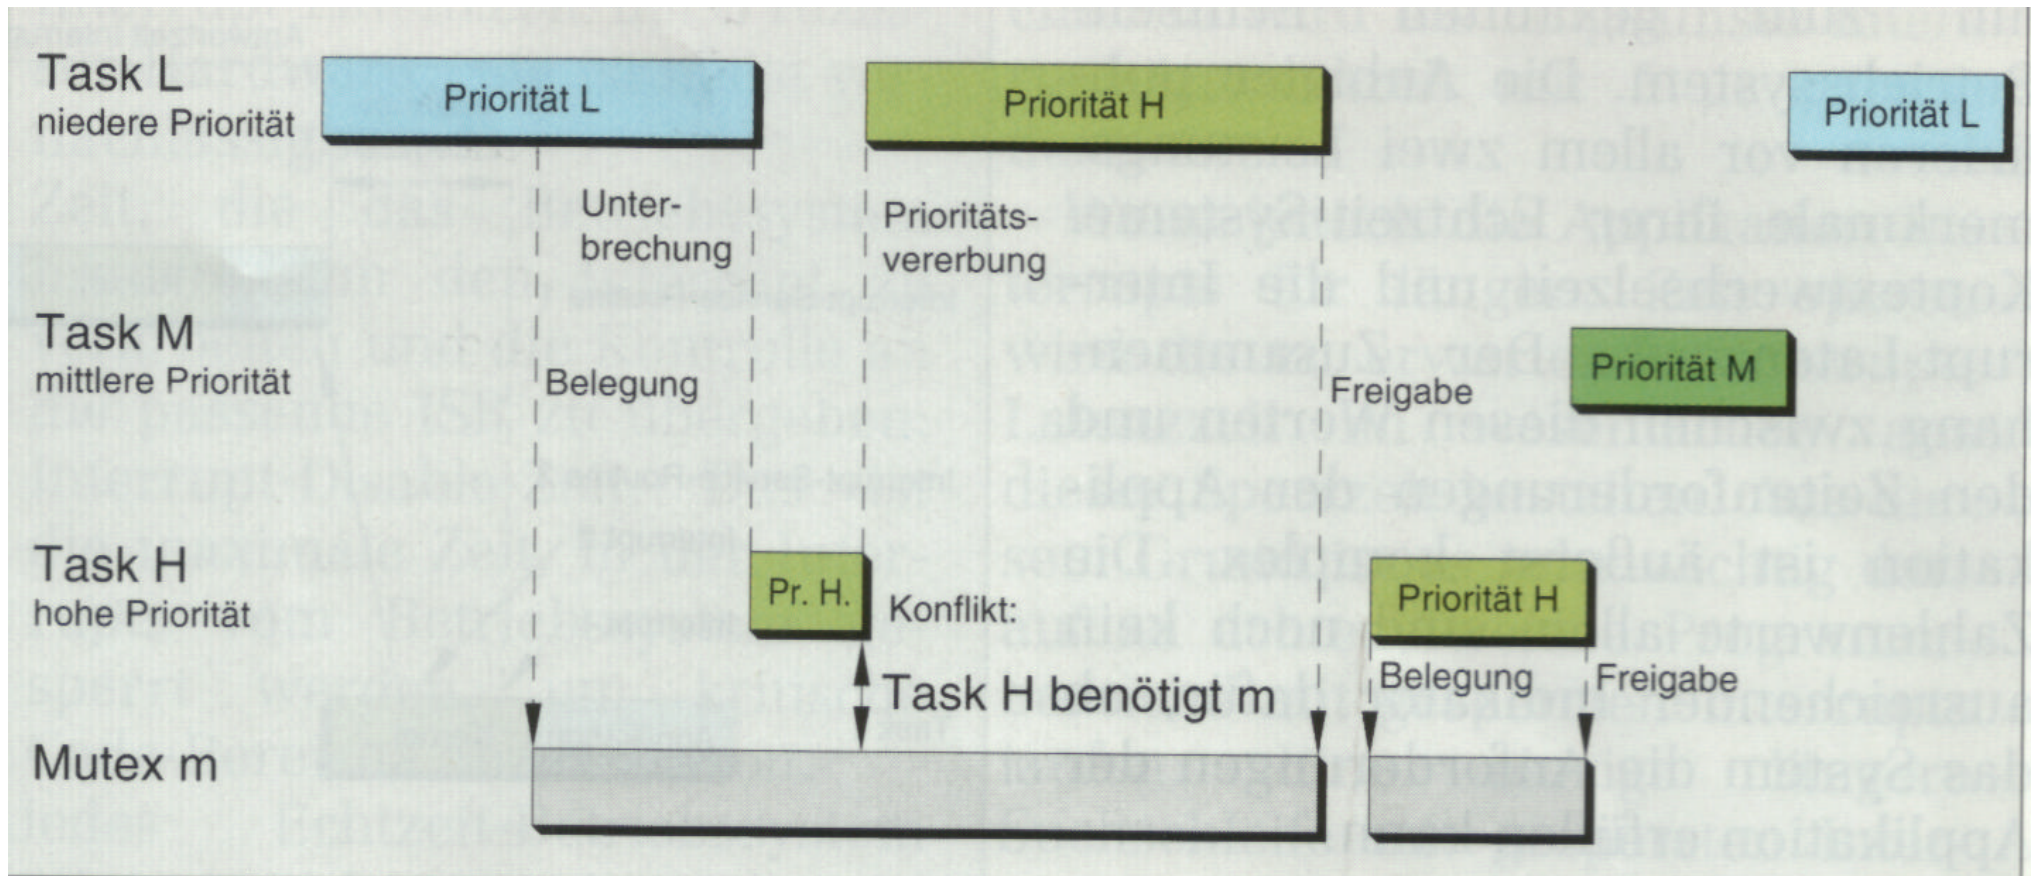 Task L
niedere Priorität
Priorität L
Priorität H
Priorität L
Unter-
brechung
Prioritäts-
vererbung
Task M
mittlere Priorität
Belegung
Freigabe
Priorität M
Task H
hohe Priorität
Pr. H.
Konflikt:
Priorität H
Task H benötigt m
Belegung
Freigabe
Mutex m